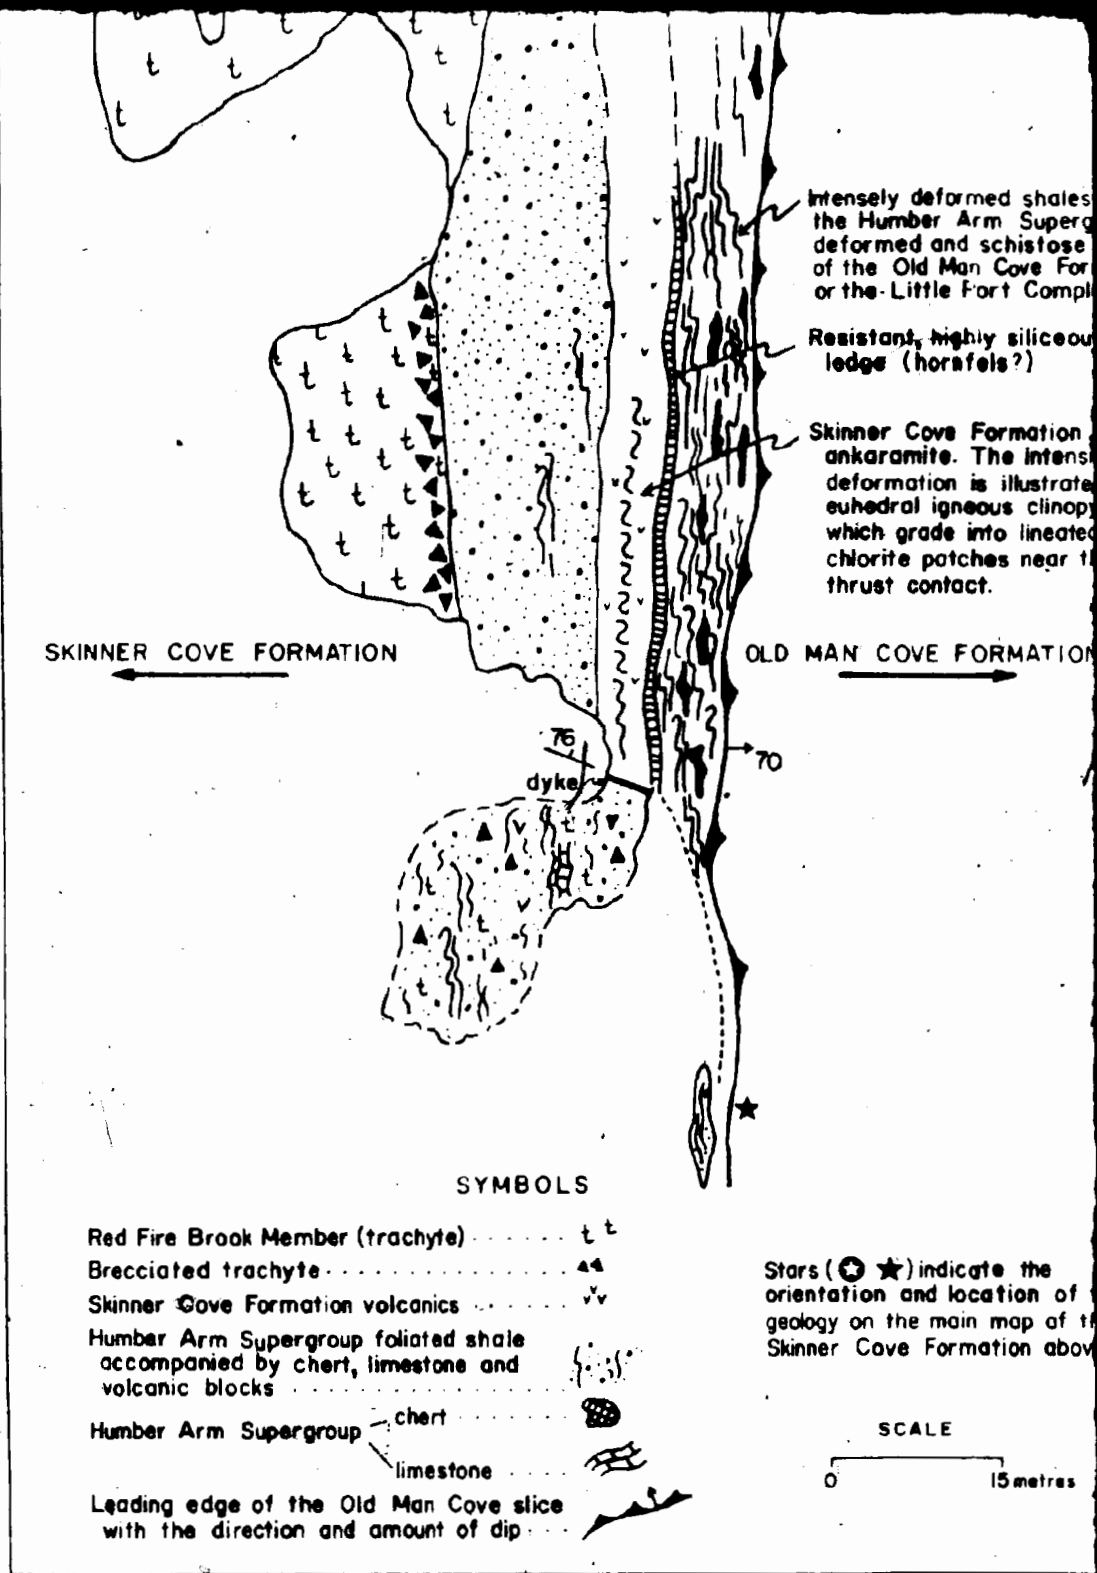 Intensely deformed shales
the Humber Arm Superg
deformed and schistose
of the Old Man Cove For
or the Little Port Compl
Resistant, highly siliceou
ledge (hornfels?)
Skinner Cove Formation
ankaramite. The intensi
deformation is illustrate
euhedral igneous clinopy
which grade into lineated
chlorite patches near t
thrust contact.
SKINNER COVE FORMATION
OLD MAN COVE FORMATION
76
70
dyke
SYMBOLS
Red Fire Brook Member (trachyte) t t
Brecciated trachyte
Skinner Cove Formation volcanics v v v
Humber Arm Supergroup foliated shale
accompanied by chert, limestone and
volcanic blocks
Humber Arm Supergroup
chert
limestone
Leading edge of the Old Man Cove slice
with the direction and amount of dip
Stars (✪ ★) indicate the
orientation and location of
geology on the main map of t
Skinner Cove Formation abov
SCALE
0 15 metres